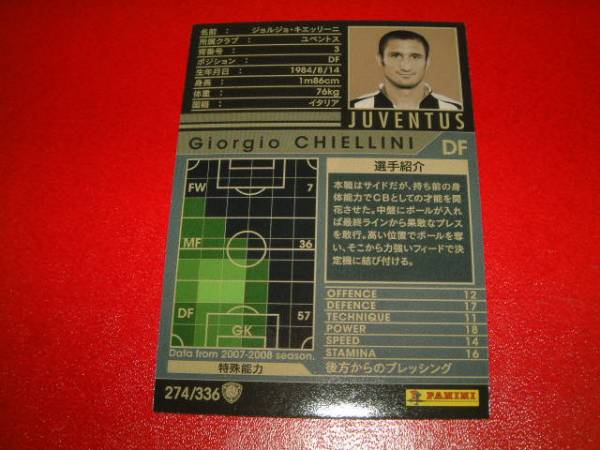 名前 : ジョルジョ・キエッリーニ
所属クラブ : ユベントス
背番号 : 3
ポジション : DF
生年月日 : 1984/8/14
身長 : 1m86cm
体重 : 76kg
国籍 : イタリア
JUVENTUS
Giorgio CHIELLINI DF
FW 7
MF 36
DF 57
GK
Data from 2007-2008 season.
選手紹介
本職はサイドだが、持ち前の身
体能力でCBとしての才能を開
花させた。中盤にボールが入れ
ば最終ラインから果敢なプレス
を敢行。高い位置でボールを奪
い、そこから力強いフィードで決
定機に結び付ける。
OFFENCE 12
DEFENCE 17
TECHNIQUE 11
POWER 18
SPEED 14
STAMINA 16
特殊能力 後方からのプレッシング
274/336
PANINI